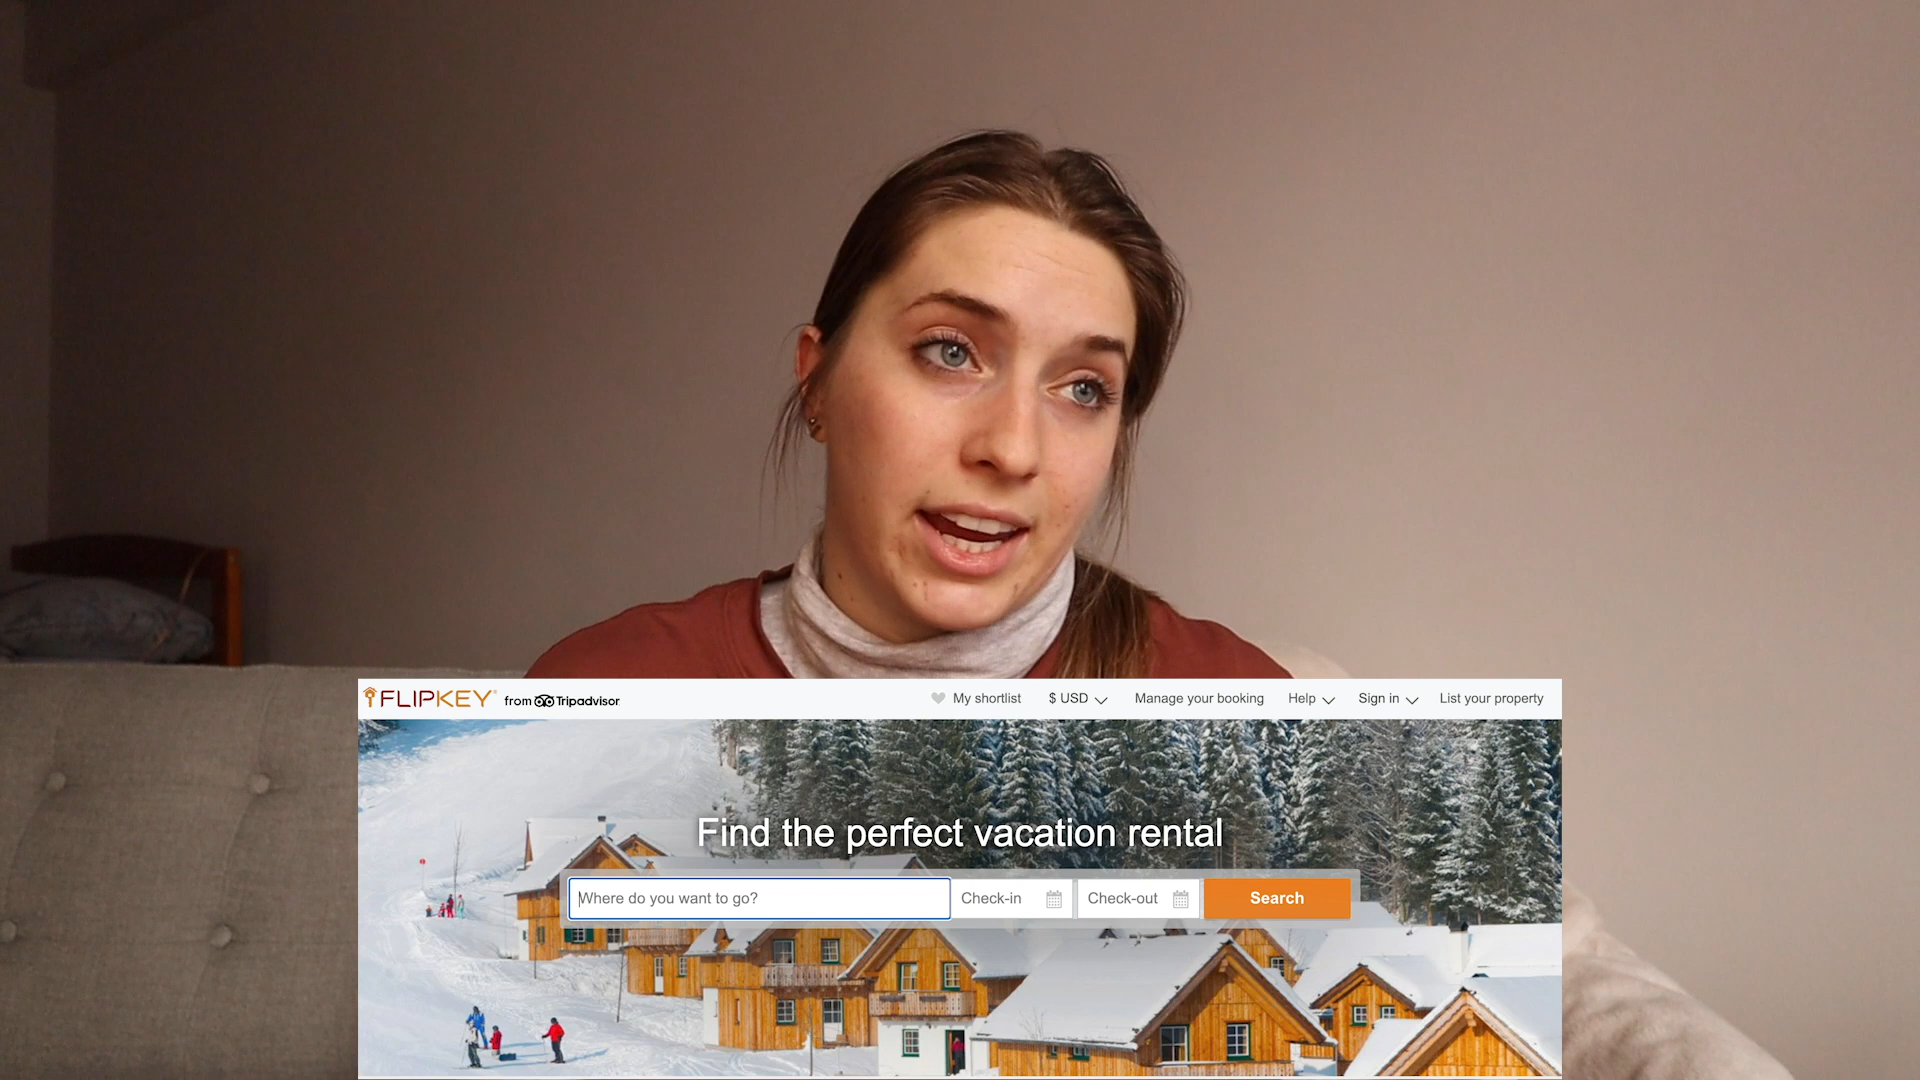 FLIPKEY from Tripadvisor My shortlist $ USD Manage your booking Help Sign in List your property
Find the perfect vacation rental
Where do you want to go? Check-in Check-out Search